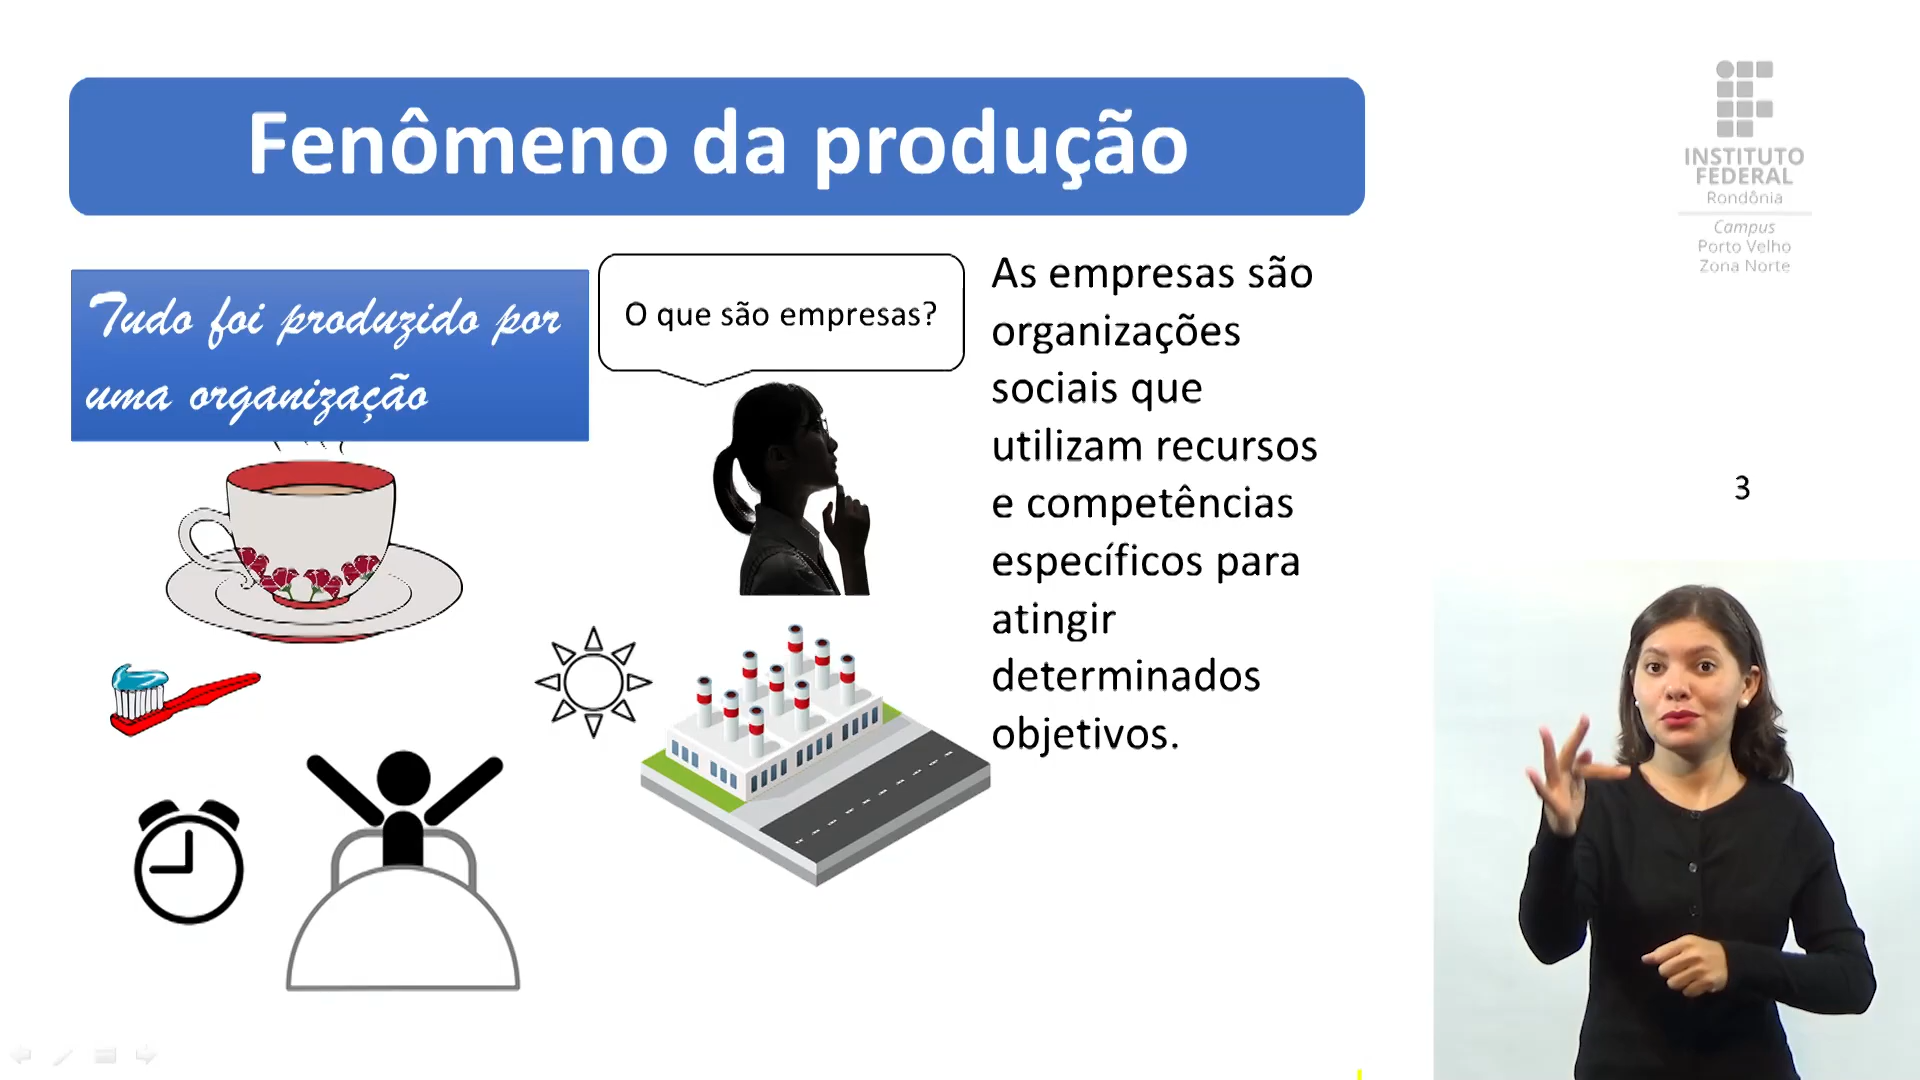 Fenômeno da produção
INSTITUTO
FEDERAL
Rondônia
Campus
Porto Velho
Zona Norte
Tudo foi produzido por
uma organização
O que são empresas?
As empresas são
organizações
sociais que
utilizam recursos
e competências
específicos para
atingir
determinados
objetivos.
3